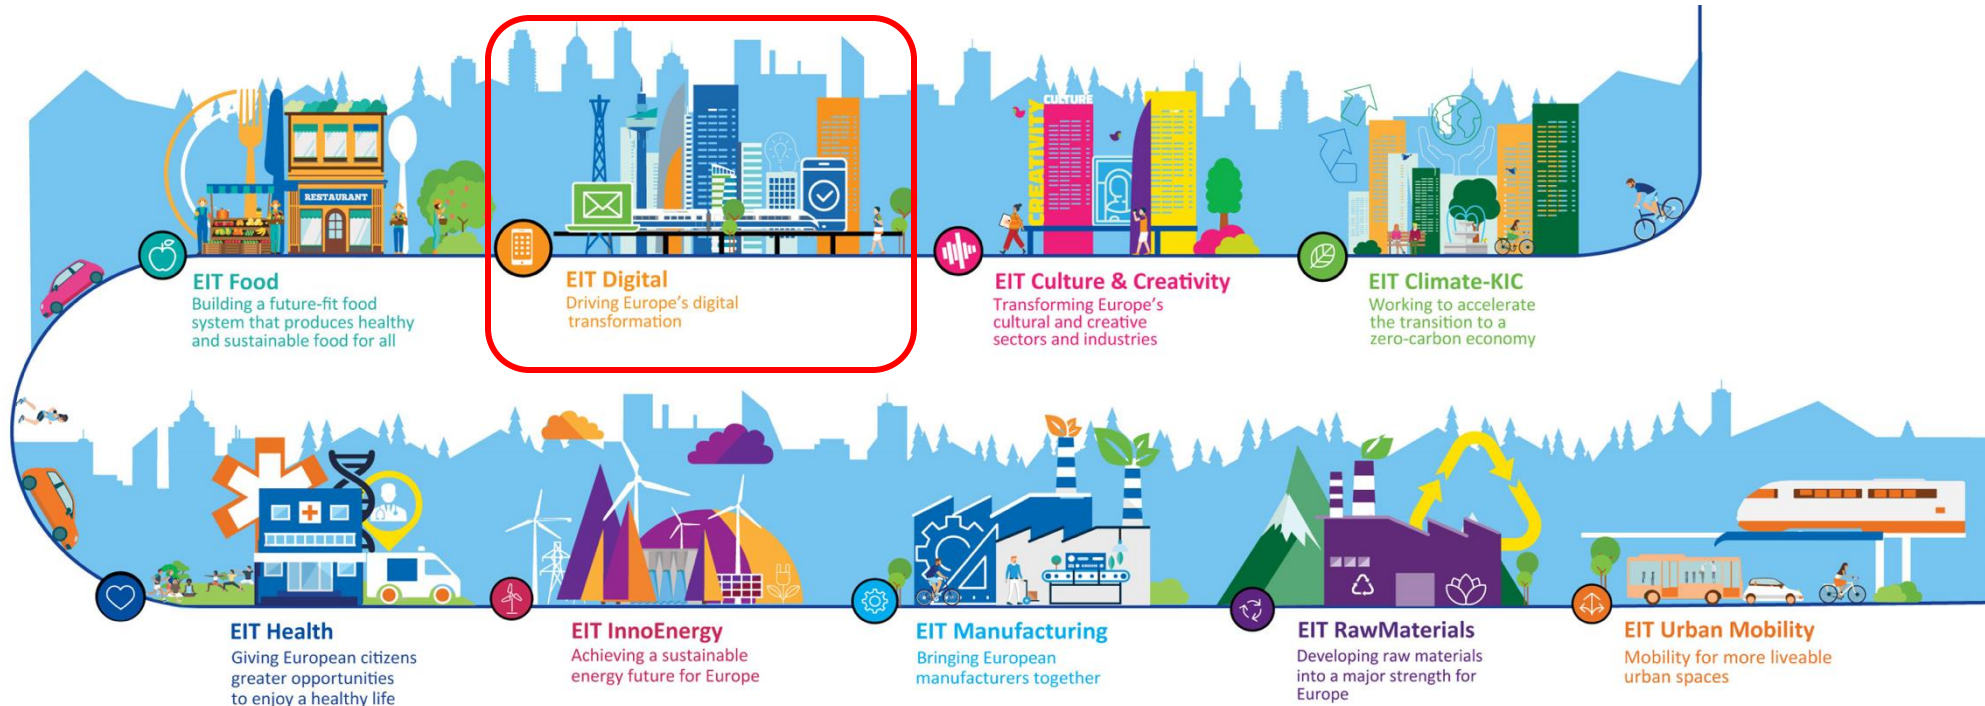 CULTURE
CREATIVITY
RESTAURANT
EIT Food
Building a future-fit food
system that produces healthy
and sustainable food for all
EIT Digital
Driving Europe's digital
transformation
EIT Culture & Creativity
Transforming Europe's
cultural and creative
sectors and industries
EIT Climate-KIC
Working to accelerate
the transition to a
zero-carbon economy
EIT Health
Giving European citizens
greater opportunities
to enjoy a healthy life
EIT InnoEnergy
Achieving a sustainable
energy future for Europe
EIT Manufacturing
Bringing European
manufacturers together
EIT RawMaterials
Developing raw materials
into a major strength for
Europe
EIT Urban Mobility
Mobility for more liveable
urban spaces